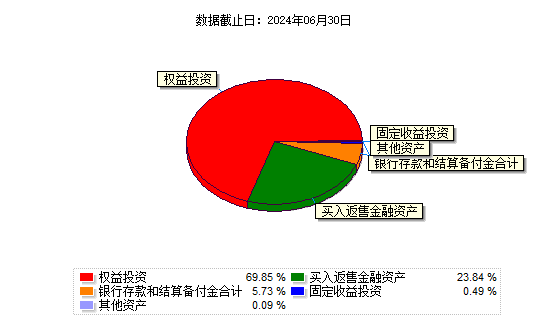 数据截止日：2024年06月30日
权益投资
固定收益投资
其他资产
银行存款和结算备付金合计
买入返售金融资产
权益投资 69.85 % 买入返售金融资产 23.84 %
银行存款和结算备付金合计 5.73 % 固定收益投资 0.49 %
其他资产 0.09 %